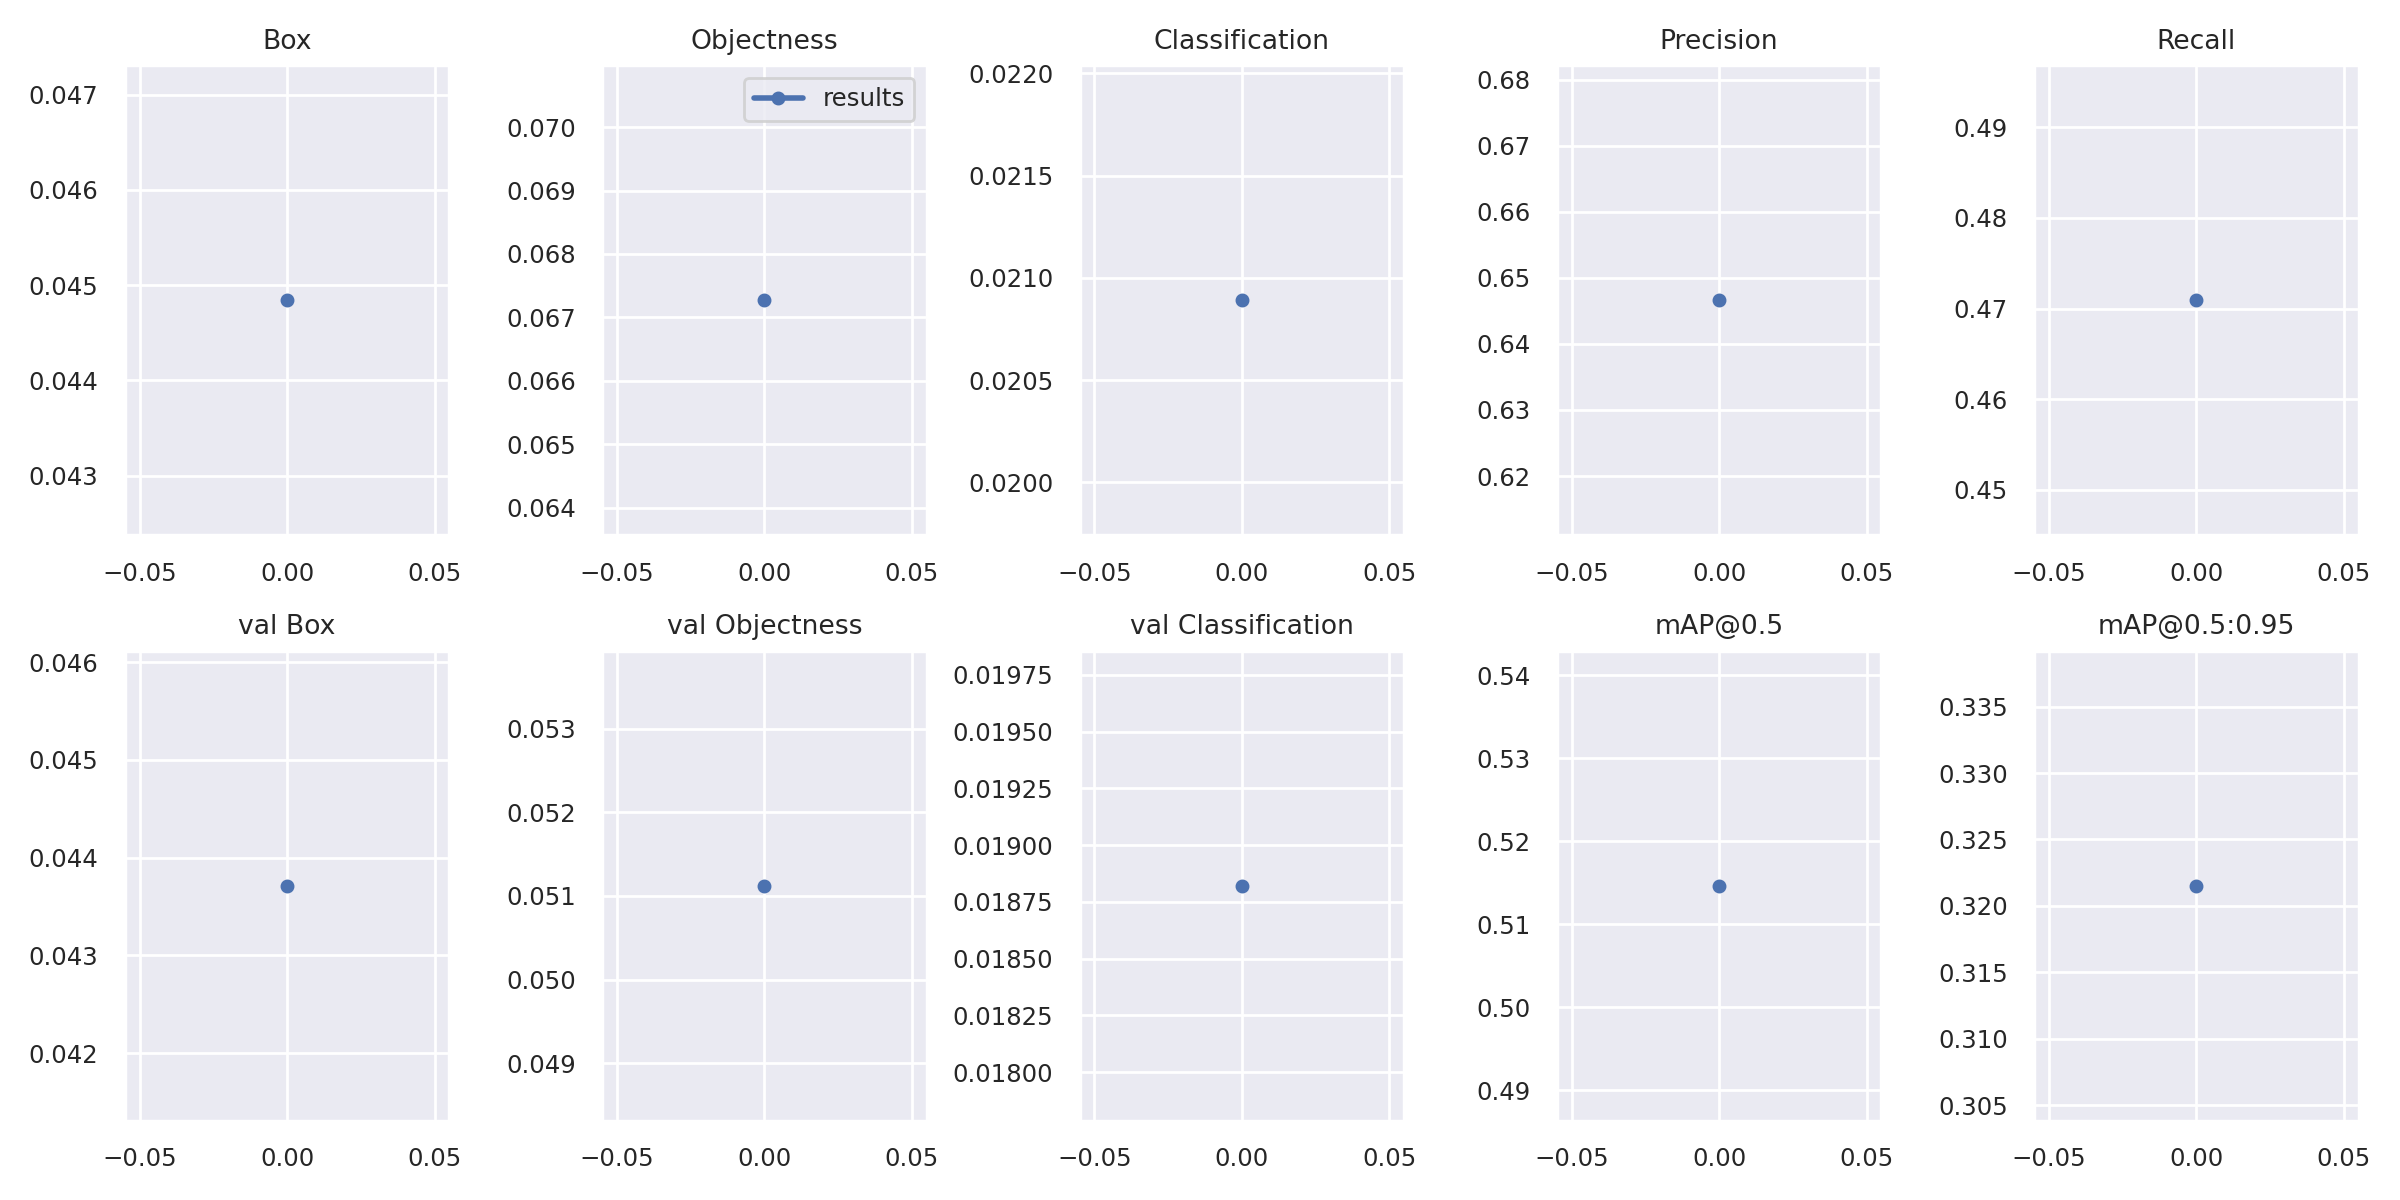 Box
0.047
0.046
0.045
0.044
0.043
−0.05 0.00 0.05
Objectness
results
0.070
0.069
0.068
0.067
0.066
0.065
0.064
−0.05 0.00 0.05
Classification
0.0220
0.0215
0.0210
0.0205
0.0200
−0.05 0.00 0.05
Precision
0.68
0.67
0.66
0.65
0.64
0.63
0.62
−0.05 0.00 0.05
Recall
0.49
0.48
0.47
0.46
0.45
−0.05 0.00 0.05
val Box
0.046
0.045
0.044
0.043
0.042
−0.05 0.00 0.05
val Objectness
0.053
0.052
0.051
0.050
0.049
−0.05 0.00 0.05
val Classification
0.01975
0.01950
0.01925
0.01900
0.01875
0.01850
0.01825
0.01800
−0.05 0.00 0.05
mAP@0.5
0.54
0.53
0.52
0.51
0.50
0.49
−0.05 0.00 0.05
mAP@0.5:0.95
0.335
0.330
0.325
0.320
0.315
0.310
0.305
−0.05 0.00 0.05